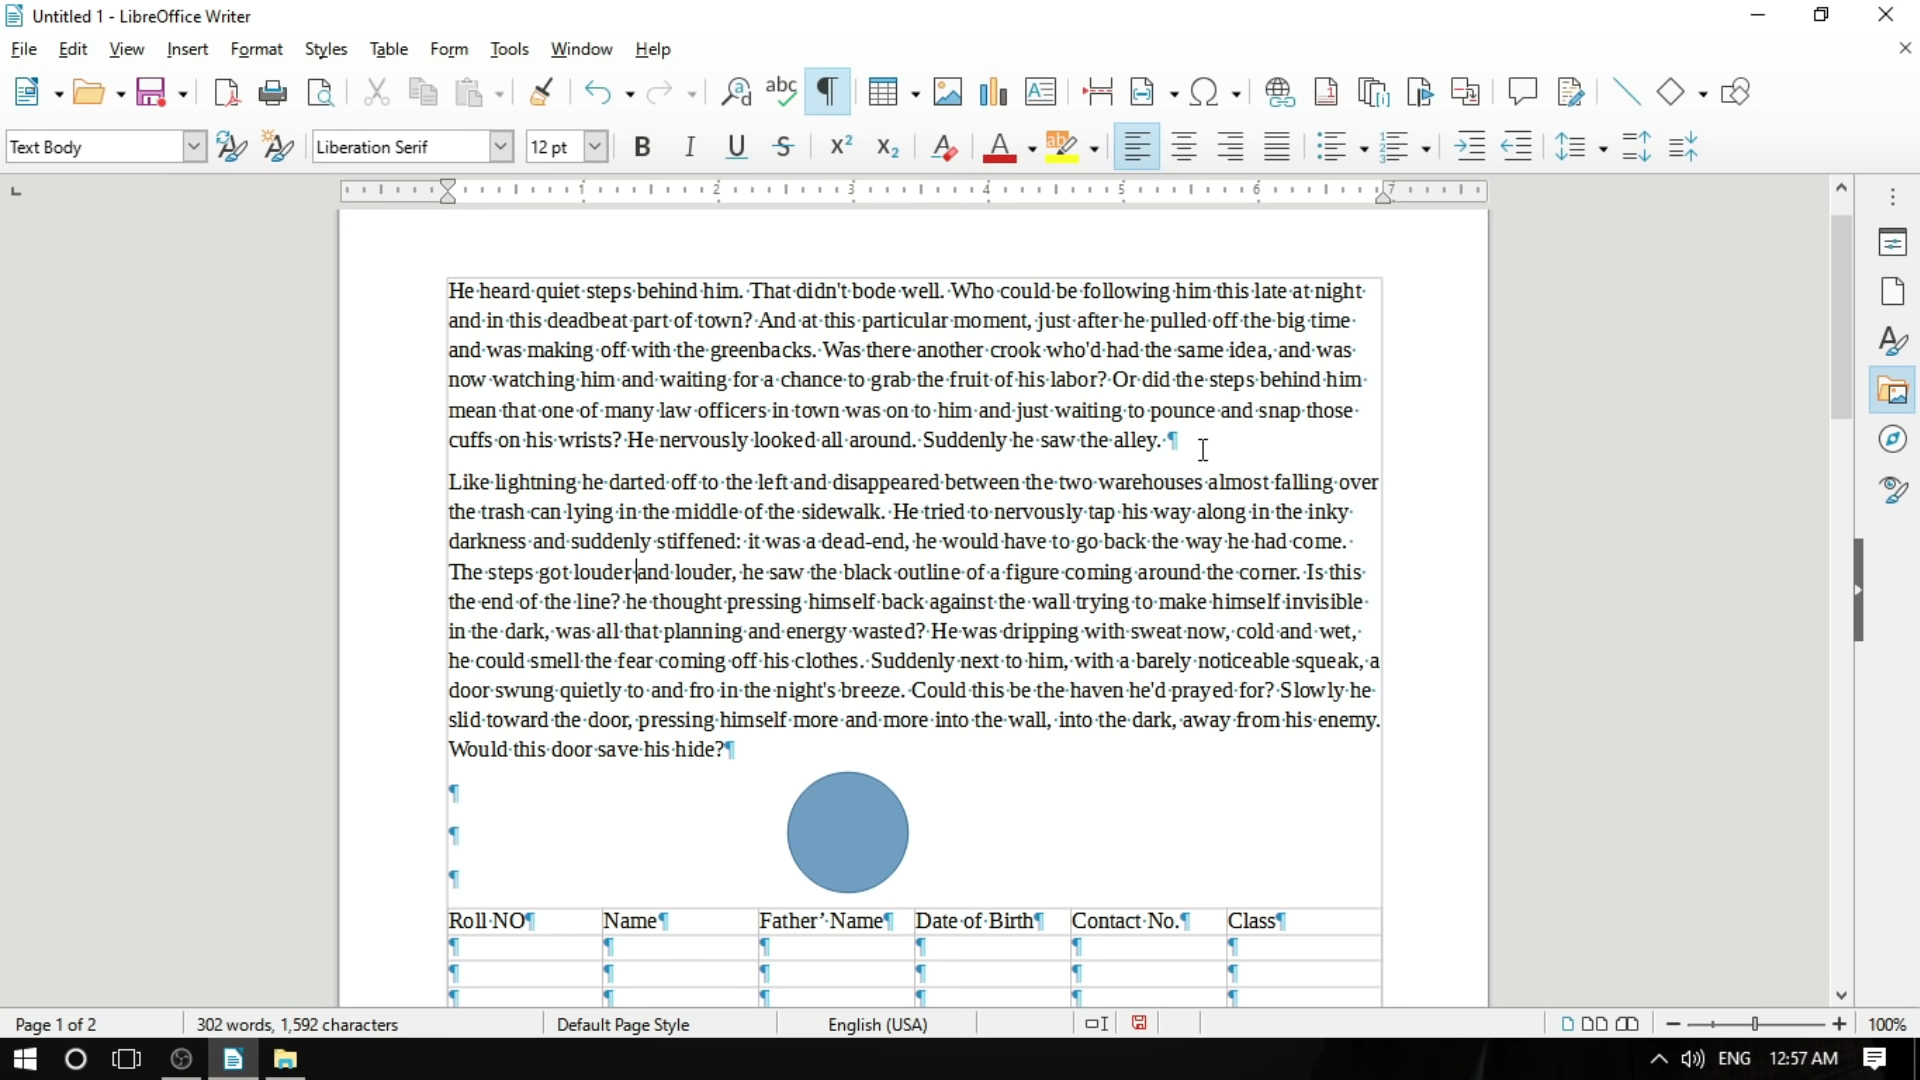 Untitled 1 - LibreOffice Writer
File Edit View Insert Format Styles Table Form Tools Window Help
Text Body Liberation Serif 12 pt
1 2 3 4 5 6 7
He heard quiet steps behind him. That didn't bode well. Who could be following him this late at night
and in this deadbeat part of town? And at this particular moment, just after he pulled off the big time
and was making off with the greenbacks. Was there another crook who'd had the same idea, and was
now watching him and waiting for a chance to grab the fruit of his labor? Or did the steps behind him
mean that one of many law officers in town was on to him and just waiting to pounce and snap those
cuffs on his wrists? He nervously looked all around. Suddenly he saw the alley. ¶
Like lightning he darted off to the left and disappeared between the two warehouses almost falling over
the trash can lying in the middle of the sidewalk. He tried to nervously tap his way along in the inky
darkness and suddenly stiffened: it was a dead-end, he would have to go back the way he had come.
The steps got louder and louder, he saw the black outline of a figure coming around the corner. Is this
the end of the line? he thought pressing himself back against the wall trying to make himself invisible
in the dark, was all that planning and energy wasted? He was dripping with sweat now, cold and wet,
he could smell the fear coming off his clothes. Suddenly next to him, with a barely noticeable squeak, a
door swung quietly to and fro in the night's breeze. Could this be the haven he'd prayed for? Slowly he
slid toward the door, pressing himself more and more into the wall, into the dark, away from his enemy.
Would this door save his hide?¶
¶
¶
¶
Roll NO¶ Name¶ Father’ Name¶ Date of Birth¶ Contact No.¶ Class¶
¶ ¶ ¶ ¶ ¶ ¶
¶ ¶ ¶ ¶ ¶ ¶
¶ ¶ ¶ ¶ ¶ ¶
Page 1 of 2 302 words, 1,592 characters Default Page Style English (USA) 100%
ENG 12:57 AM